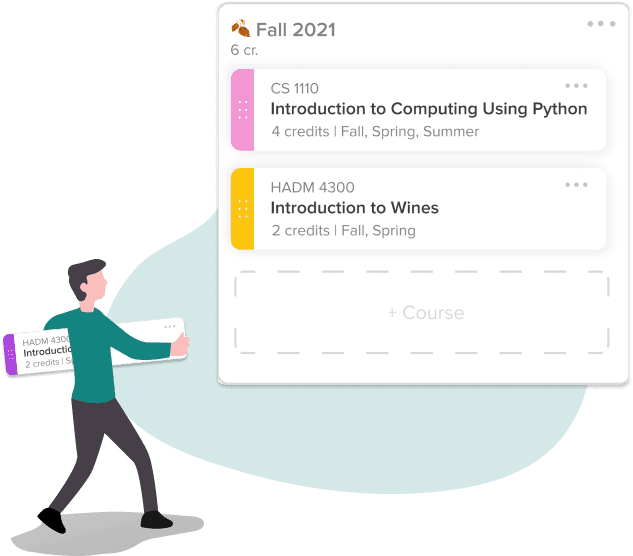 Fall 2021
6 cr.
CS 1110
Introduction to Computing Using Python
4 credits | Fall, Spring, Summer
HADM 4300
Introduction to Wines
2 credits | Fall, Spring
+ Course
HADM 4300
2 credits |